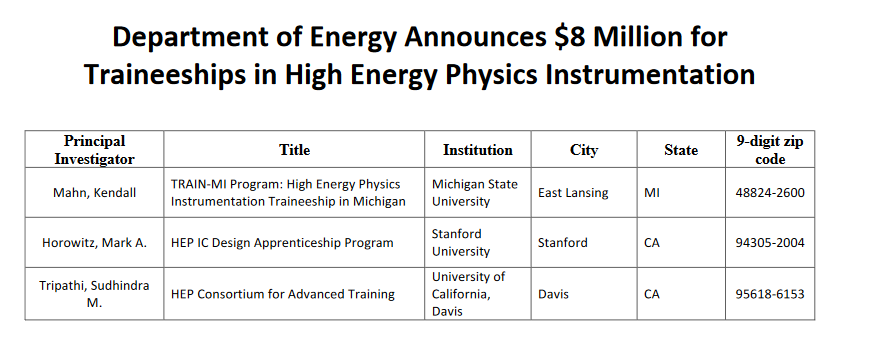 Department of Energy Announces $8 Million for
Traineeships in High Energy Physics Instrumentation
Principal
Investigator
Title
Institution
City
State
9-digit zip
code
Mahn, Kendall
TRAIN-MI Program: High Energy Physics
Instrumentation Traineeship in Michigan
Michigan State
University
East Lansing
MI
48824-2600
Horowitz, Mark A.
HEP IC Design Apprenticeship Program
Stanford
University
Stanford
CA
94305-2004
Tripathi, Sudhindra
M.
HEP Consortium for Advanced Training
University of
California,
Davis
Davis
CA
95618-6153